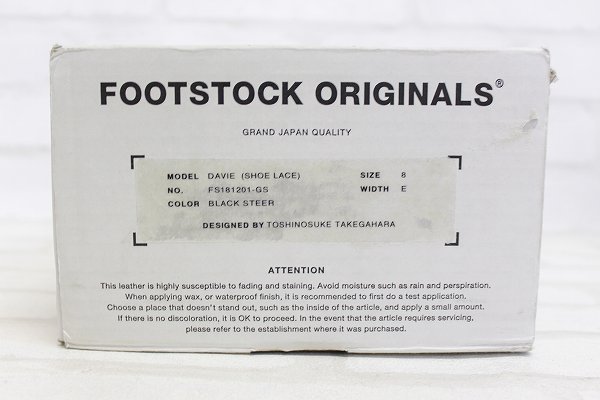 FOOTSTOCK ORIGINALS®
GRAND JAPAN QUALITY
MODEL DAVIE (SHOE LACE) SIZE 8
NO. FS181201-GS WIDTH E
COLOR BLACK STEER
DESIGNED BY TOSHINOSUKE TAKEGAHARA
ATTENTION
This leather is highly susceptible to fading and staining. Avoid moisture such as rain and perspiration.
When applying wax, or waterproof finish, it is recommended to first do a test application.
Choose a place that doesn't stand out, such as the inside of the article, and apply a small amount.
If there is no discoloration, it is OK to proceed. In the event that the article requires servicing,
please refer to the establishment where it was purchased.